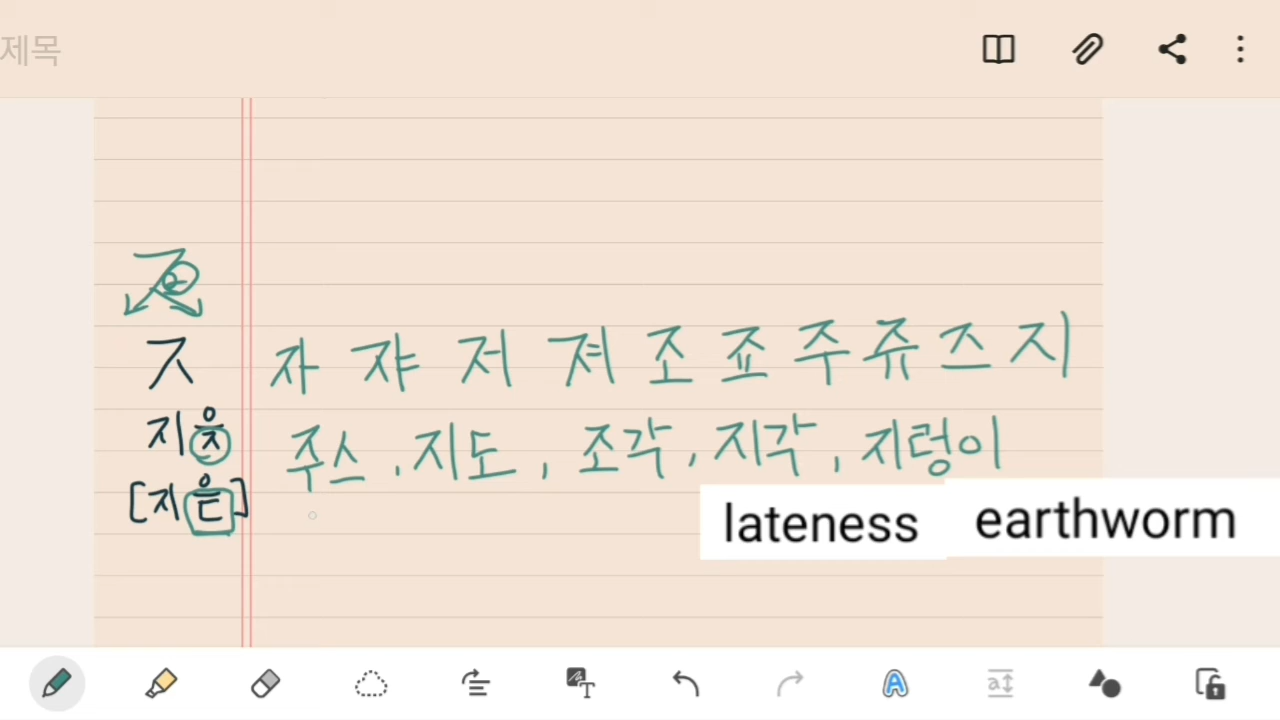 제목
ㅈ 자 쟈 저 져 조 죠 주 쥬 즈 지
지읒 주스, 지도, 조각, 지각, 지렁이
[지읃]
lateness earthworm